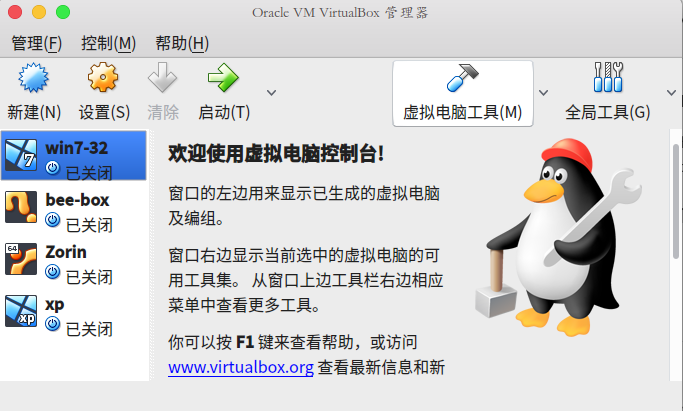 Oracle VM VirtualBox 管理器
管理(F) 控制(M) 帮助(H)
新建(N) 设置(S) 清除 启动(T) 虚拟电脑工具(M) 全局工具(G)
win7-32
已关闭
bee-box
已关闭
64
Zorin
已关闭
xp
已关闭
欢迎使用虚拟电脑控制台!
窗口的左边用来显示已生成的虚拟电脑
及编组。
窗口右边显示当前选中的虚拟电脑的可
用工具集。 从窗口上边工具栏右边相应
菜单中查看更多工具。
你可以按 F1 键来查看帮助，或访问
www.virtualbox.org 查看最新信息和新